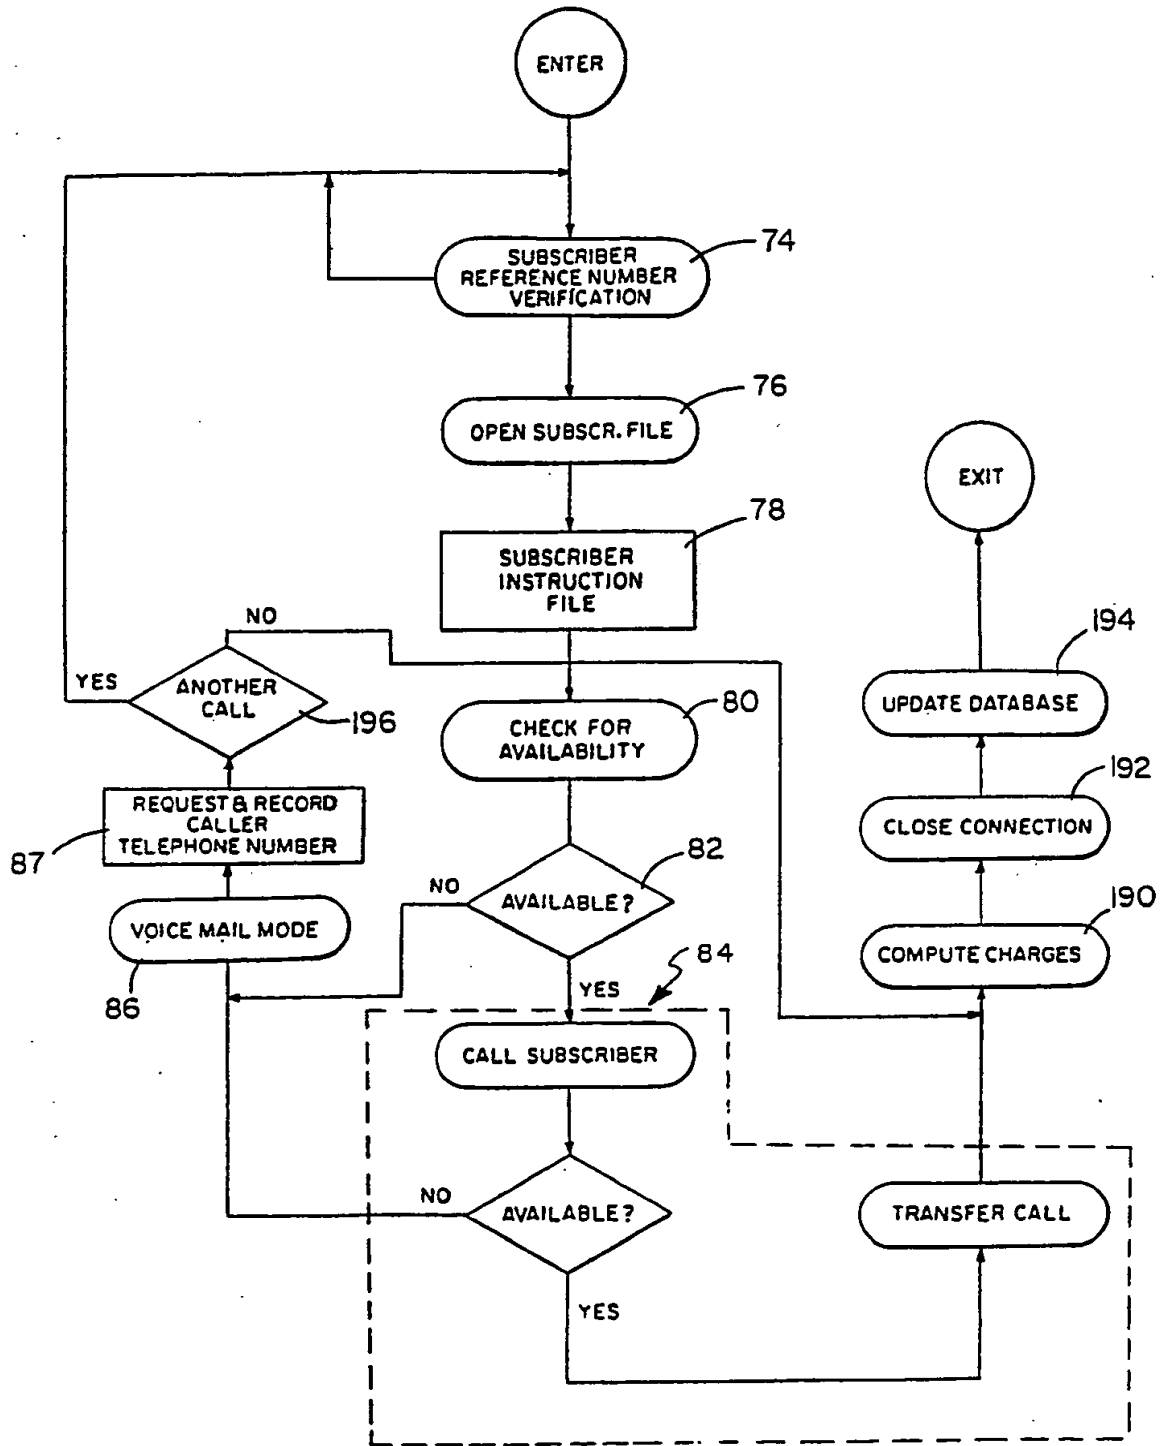 ENTER
SUBSCRIBER
REFERENCE NUMBER
VERIFICATION
74
OPEN SUBSCR. FILE
76
EXIT
SUBSCRIBER
INSTRUCTION
FILE
78
NO
YES
ANOTHER
CALL
196
CHECK FOR
AVAILABILITY
80
UPDATE DATABASE
194
REQUEST & RECORD
CALLER
TELEPHONE NUMBER
87
CLOSE CONNECTION
192
AVAILABLE?
82
NO
YES
VOICE MAIL MODE
86
COMPUTE CHARGES
190
84
CALL SUBSCRIBER
AVAILABLE?
NO
YES
TRANSFER CALL